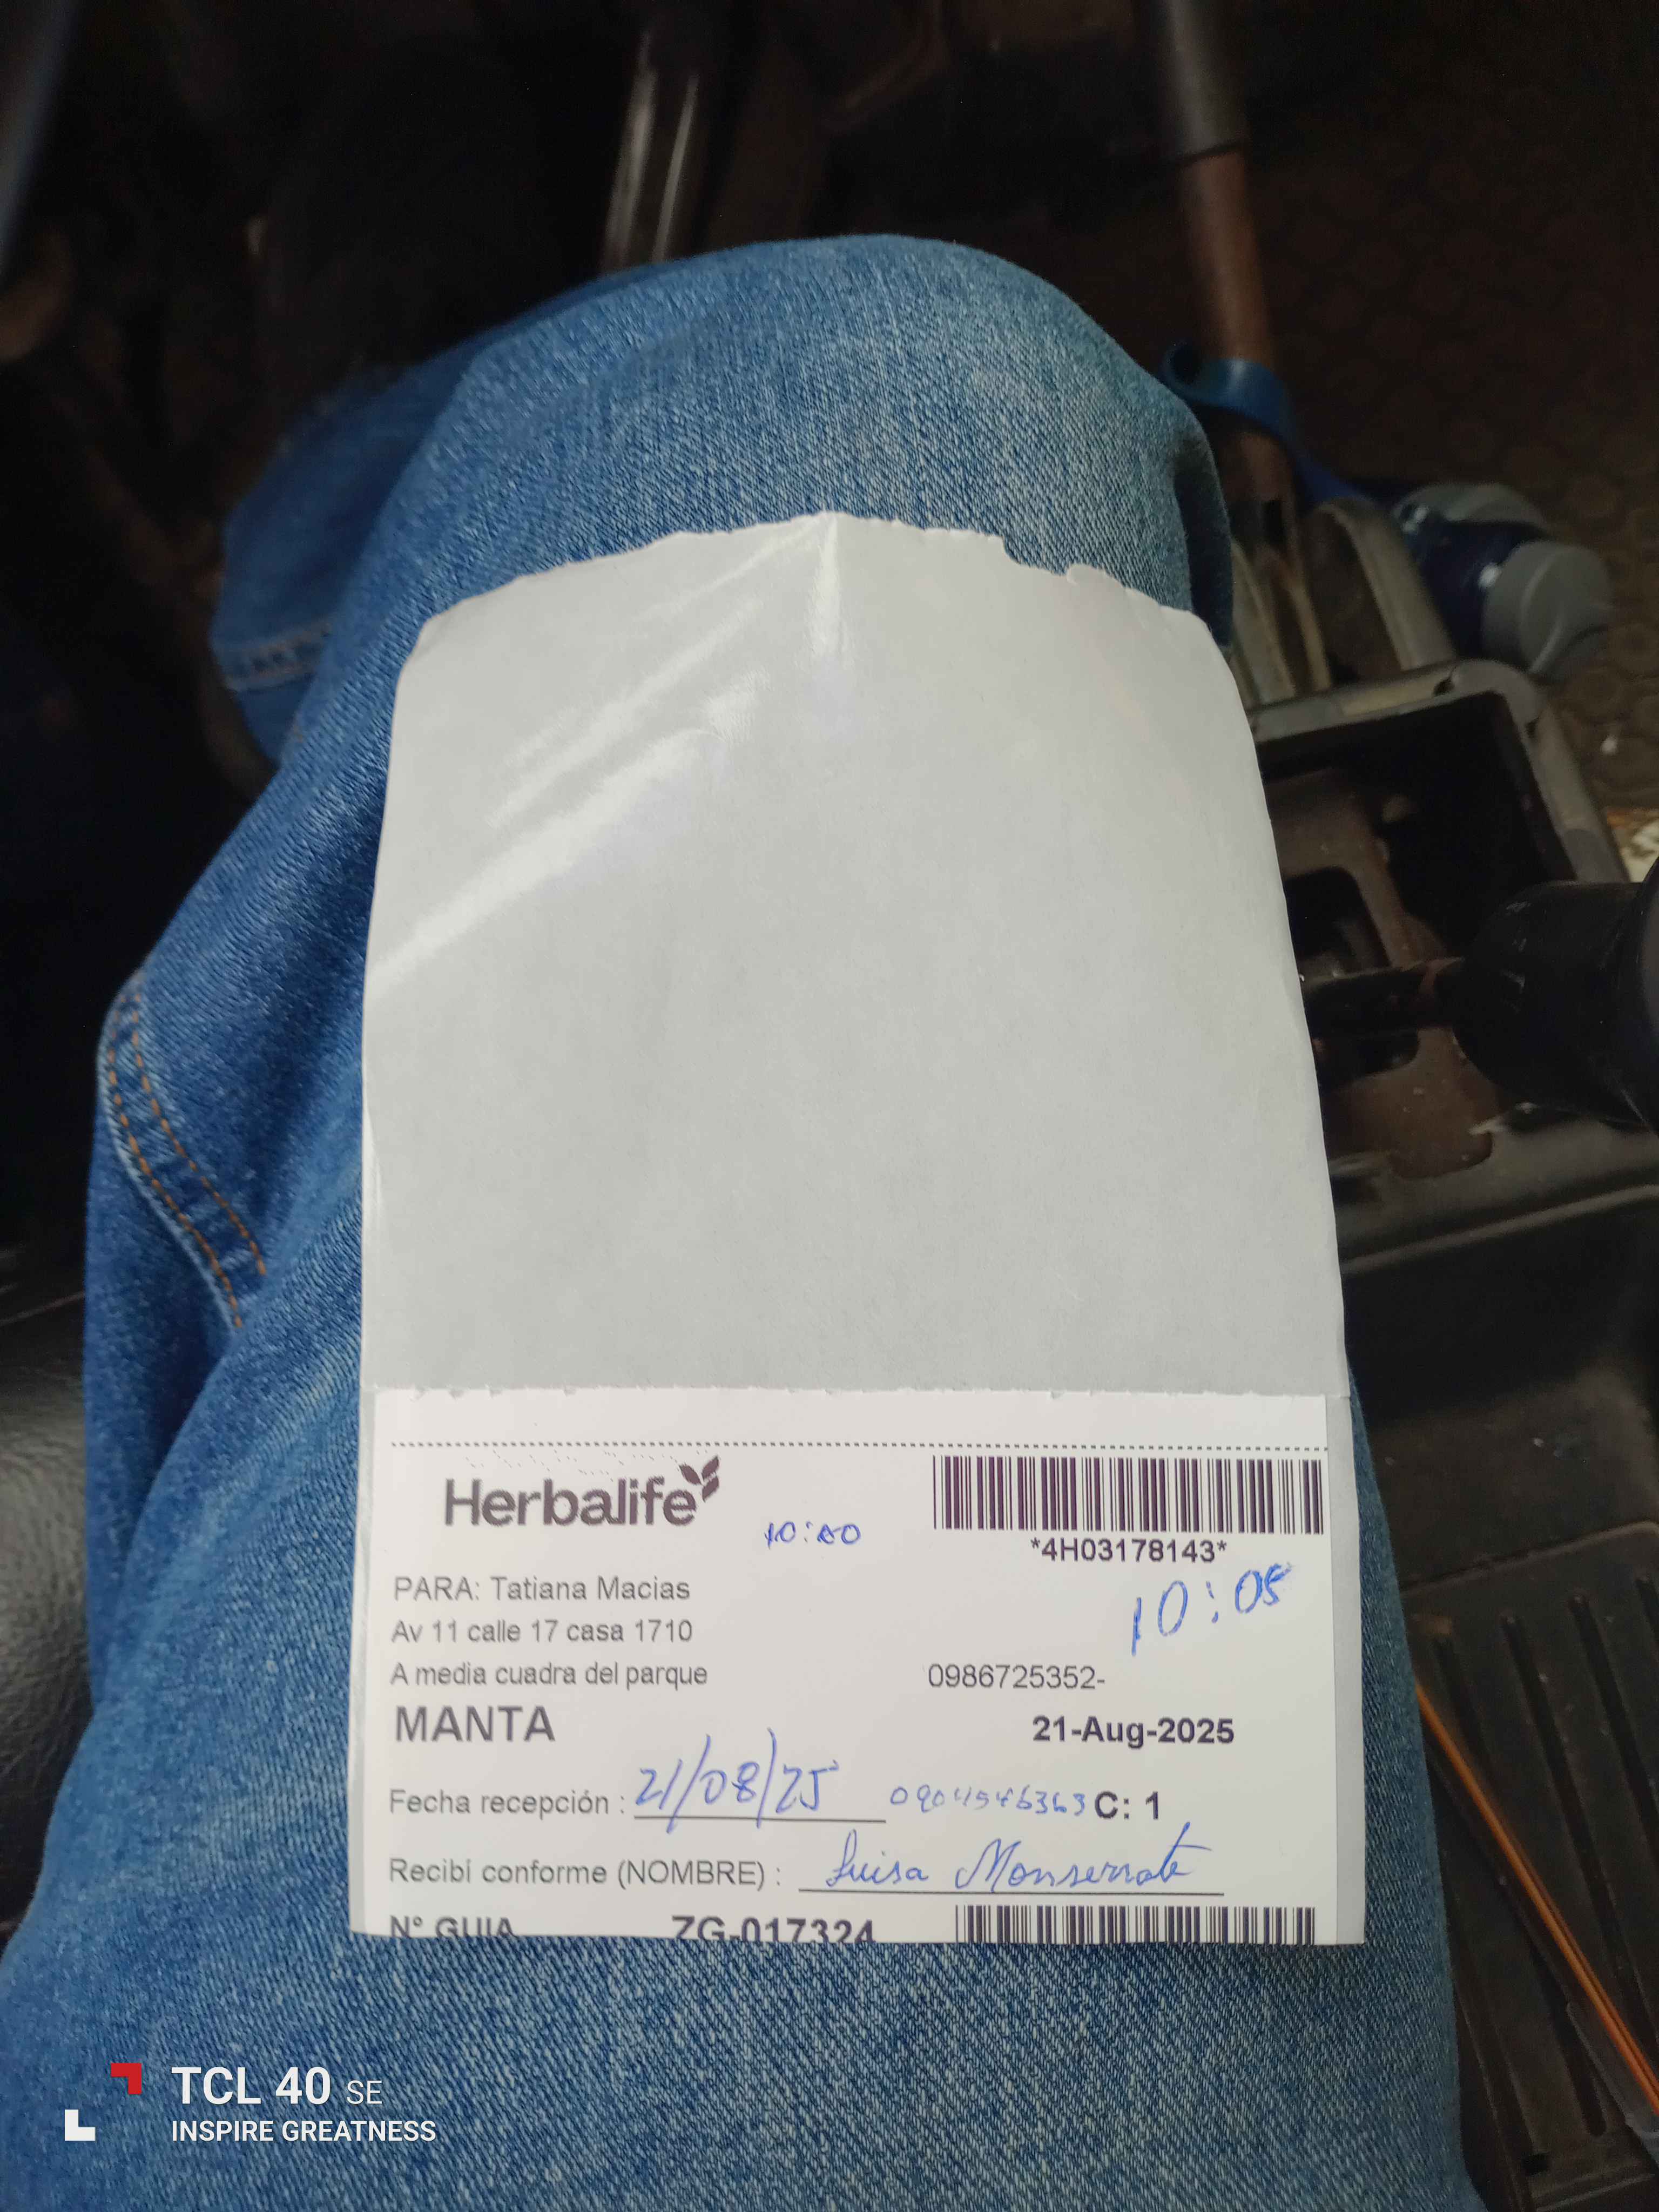 Herbalife
10:00
*4H03178143*
PARA: Tatiana Macias
10:05
Av 11 calle 17 casa 1710
A media cuadra del parque 0986725352-
MANTA 21-Aug-2025
Fecha recepción : 21/08/25 0904546363 C: 1
Recibí conforme (NOMBRE) : Luisa Monserrate
N° GUIA ZG-017324
TCL 40 SE
INSPIRE GREATNESS